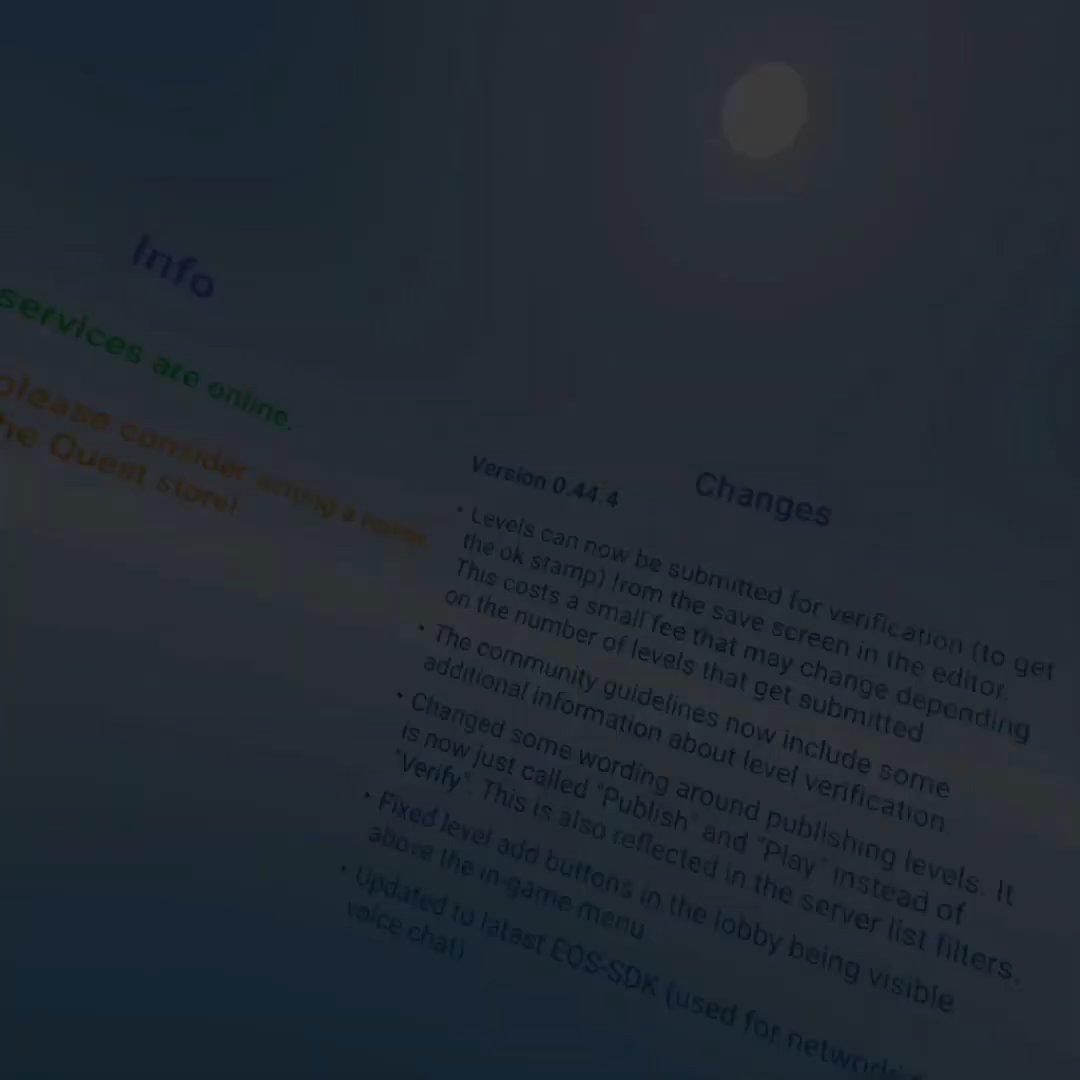 Info
services are online.
please consider writing a review
the Quest store!
Changes
Version 0.44.4
• Levels can now be submitted for verification (to get
the ok stamp) from the save screen in the editor.
This costs a small fee that may change depending
on the number of levels that get submitted.
• The community guidelines now include some
additional information about level verification.
• Changed some wording around publishing levels. It
is now just called "Publish" and "Play" instead of
"Verify". This is also reflected in the server list filters.
• Fixed level add buttons in the lobby being visible
above the in-game menu
• Updated to latest EOS-SDK (used for network
voice chat)